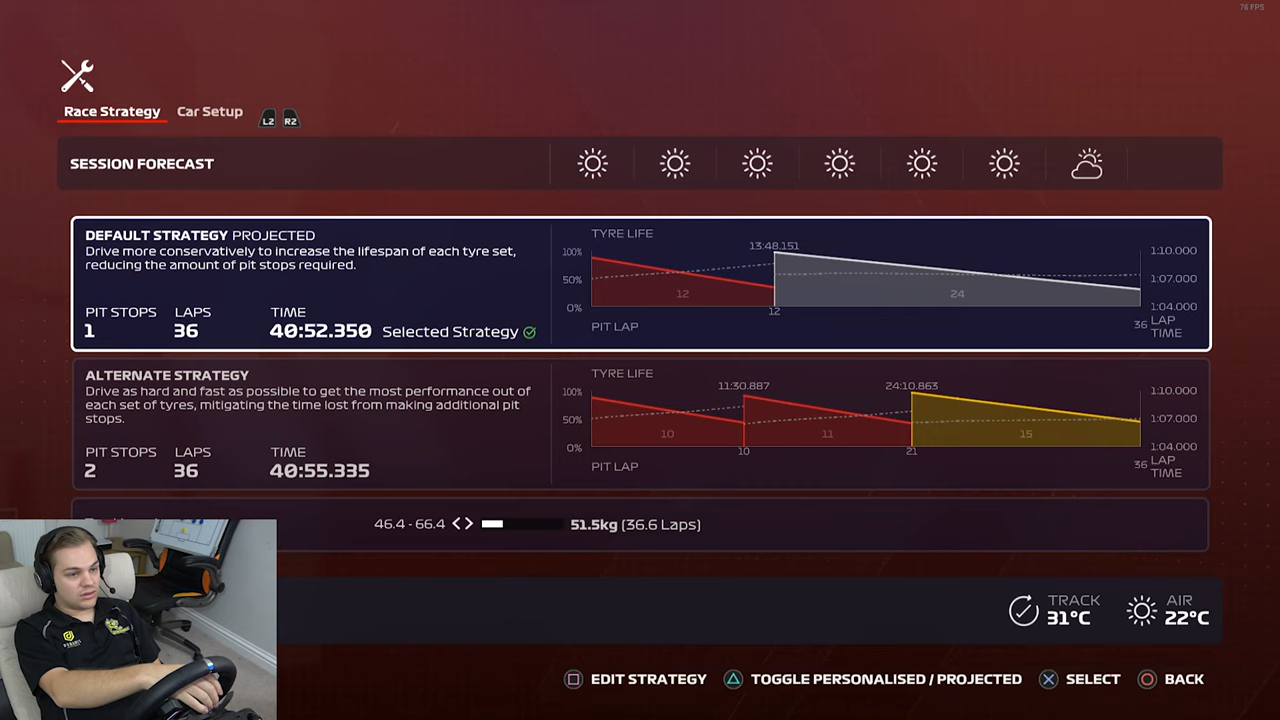 76 FPS
Race Strategy
Car Setup
L2
R2
SESSION FORECAST
DEFAULT STRATEGY PROJECTED
Drive more conservatively to increase the lifespan of each tyre set,
reducing the amount of pit stops required.
PIT STOPS
LAPS
TIME
1
36
40:52.350
Selected Strategy
TYRE LIFE
13:48.151
100%
50%
0%
12
24
12
36
PIT LAP
1:10.000
1:07.000
1:04.000
LAP
TIME
ALTERNATE STRATEGY
Drive as hard and fast as possible to get the most performance out of
each set of tyres, mitigating the time lost from making additional pit
stops.
PIT STOPS
LAPS
TIME
2
36
40:55.335
TYRE LIFE
11:30.887
24:10.863
100%
50%
0%
10
11
15
10
21
36
PIT LAP
1:10.000
1:07.000
1:04.000
LAP
TIME
46.4 - 66.4
51.5kg (36.6 Laps)
TRACK
31°C
AIR
22°C
EDIT STRATEGY
TOGGLE PERSONALISED / PROJECTED
SELECT
BACK